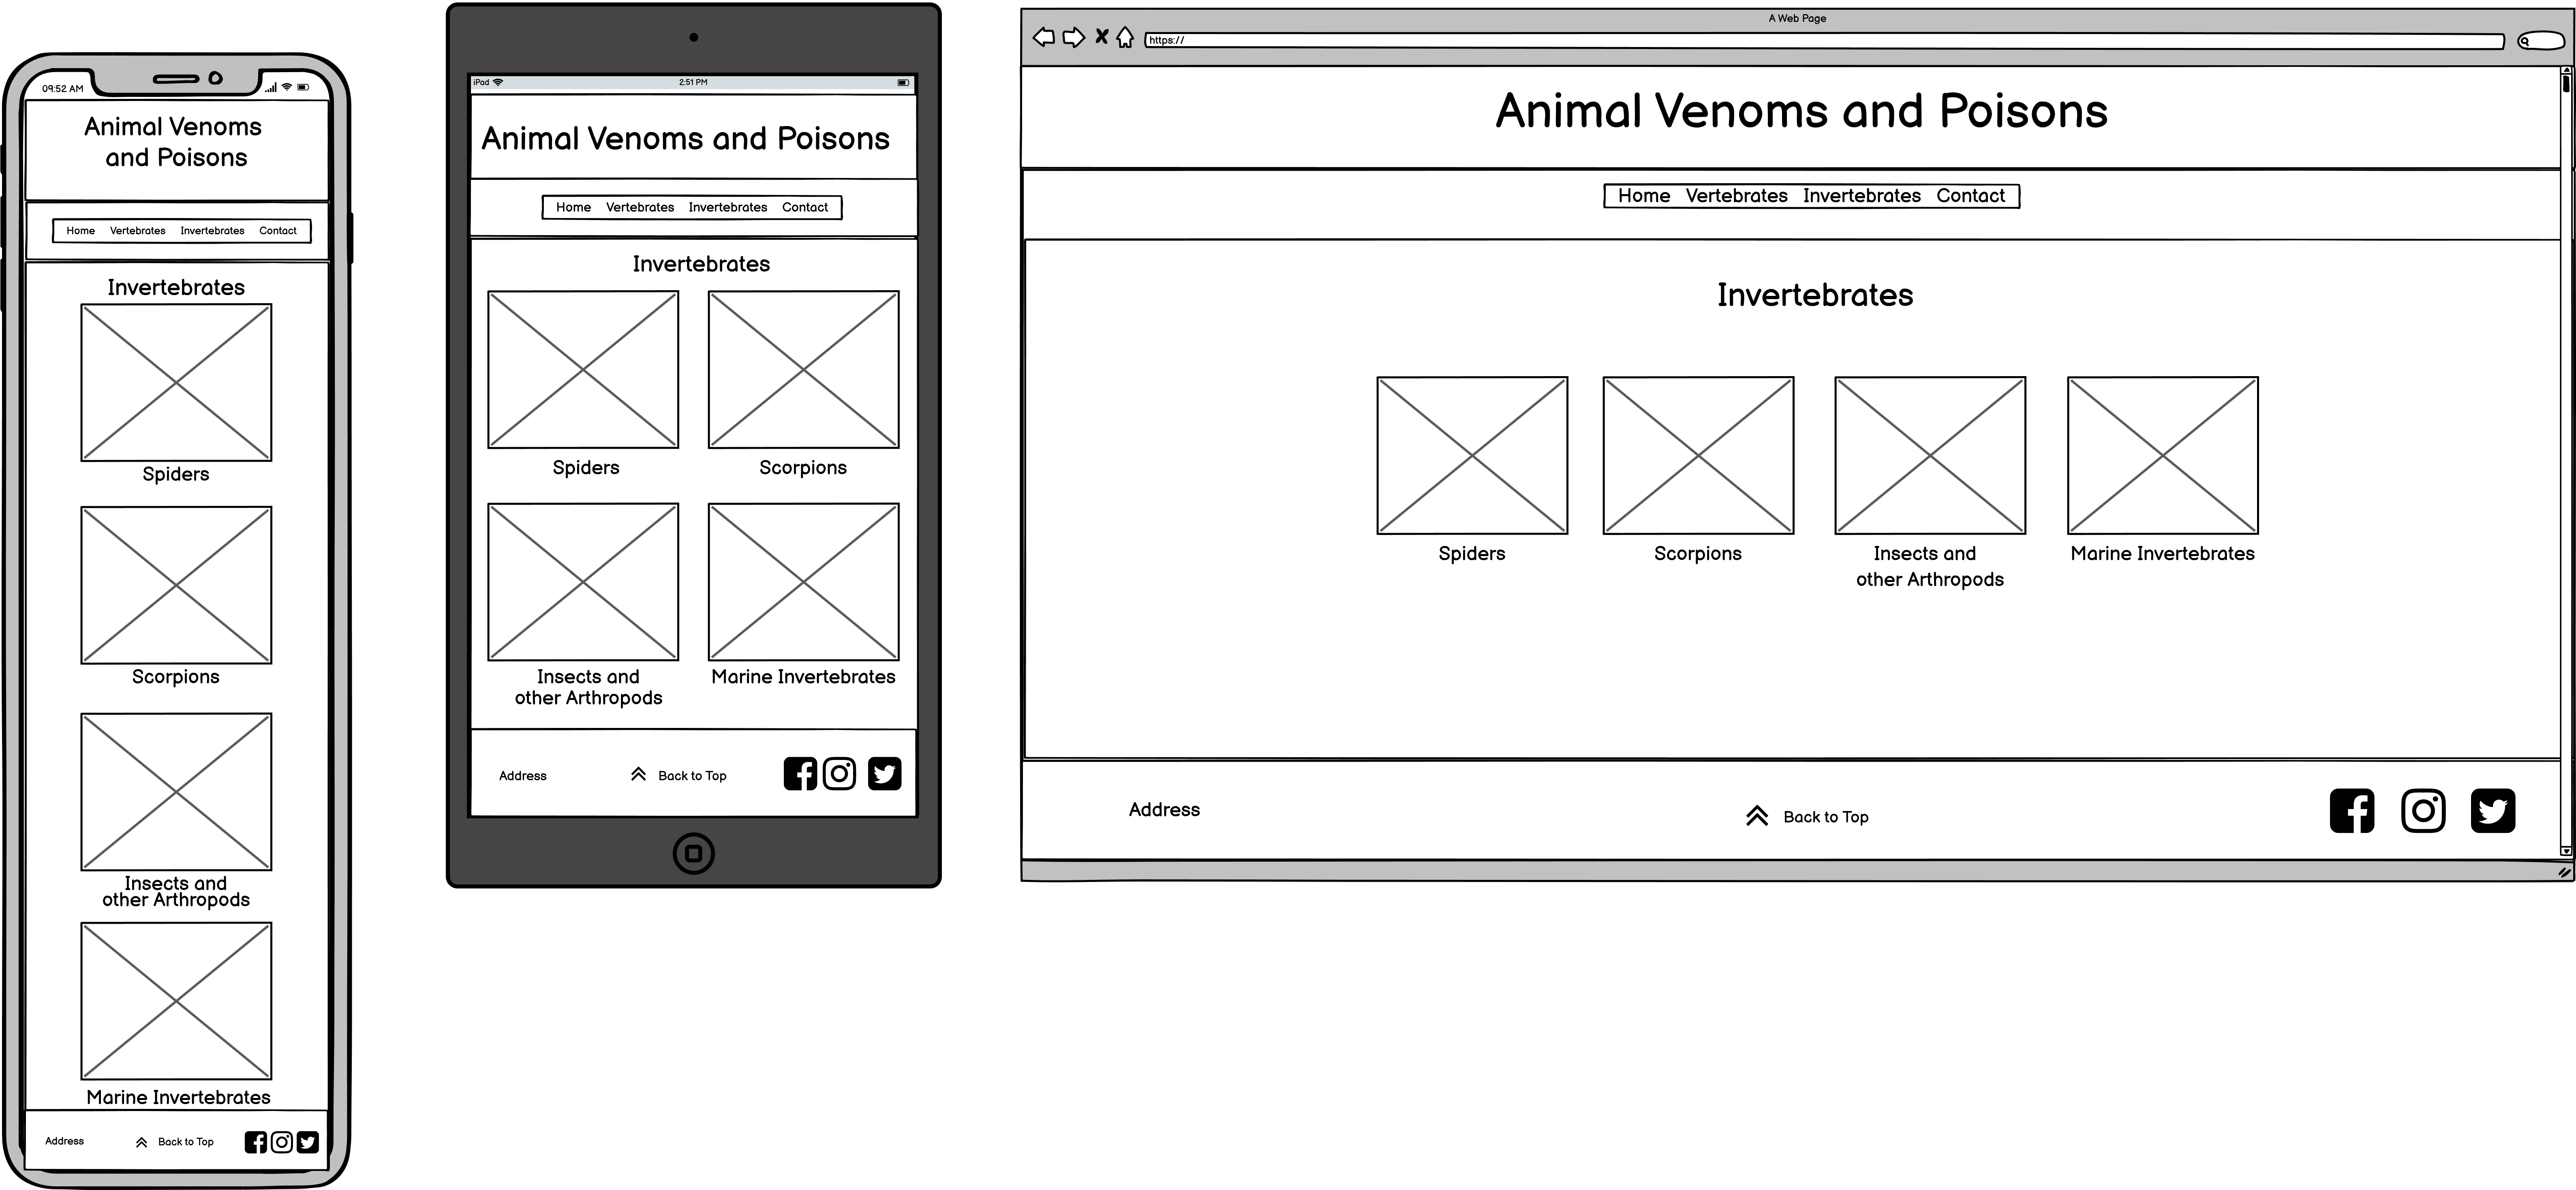 09:52 AM
Animal Venoms
and Poisons
Home Vertebrates Invertebrates Contact
Invertebrates
Spiders
Scorpions
Insects and
other Arthropods
Marine Invertebrates
Address Back to Top
iPad 2:51 PM
Animal Venoms and Poisons
Home Vertebrates Invertebrates Contact
Invertebrates
Spiders Scorpions
Insects and Marine Invertebrates
other Arthropods
Address Back to Top
A Web Page
https://
Animal Venoms and Poisons
Home Vertebrates Invertebrates Contact
Invertebrates
Spiders Scorpions Insects and Marine Invertebrates
other Arthropods
Address Back to Top